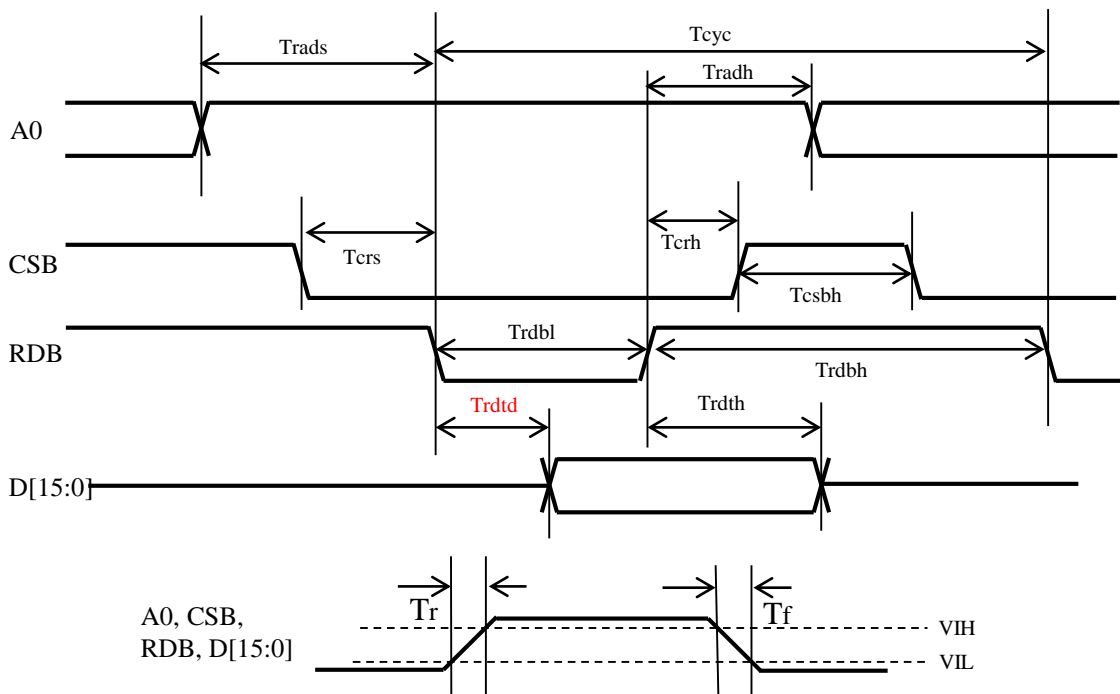 Trads
Tcyc
Tradh
A0
Tcrs
Tcrh
CSB
Tcsbh
Trdbl
RDB
Trdbh
Trdtd
Trdth
D[15:0]
Tr
Tf
A0, CSB,
RDB, D[15:0]
VIH
VIL